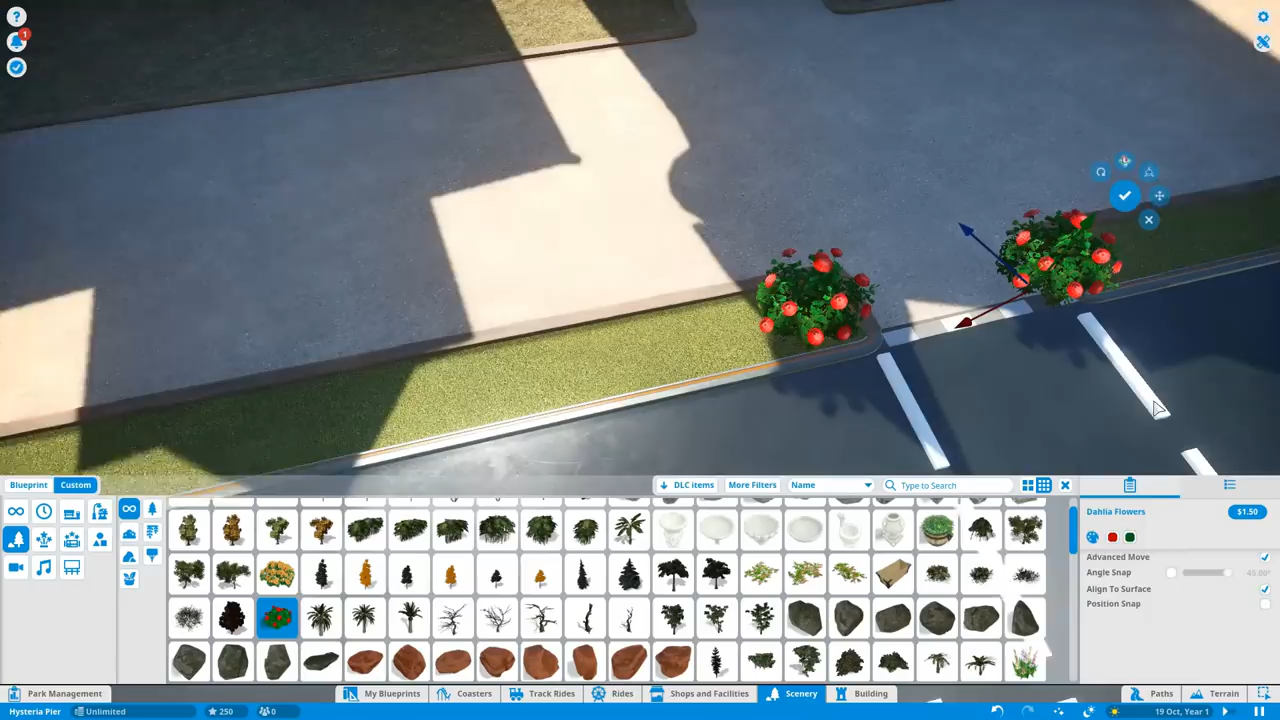 ?
1
Blueprint
Custom
DLC items
More Filters
Name
Type to Search
Dahlia Flowers
$1.50
Advanced Move
Angle Snap
45.00°
Align To Surface
Position Snap
Park Management
My Blueprints
Coasters
Track Rides
Rides
Shops and Facilities
Scenery
Building
Paths
Terrain
Hysteria Pier
Unlimited
250
0
19 Oct, Year 1